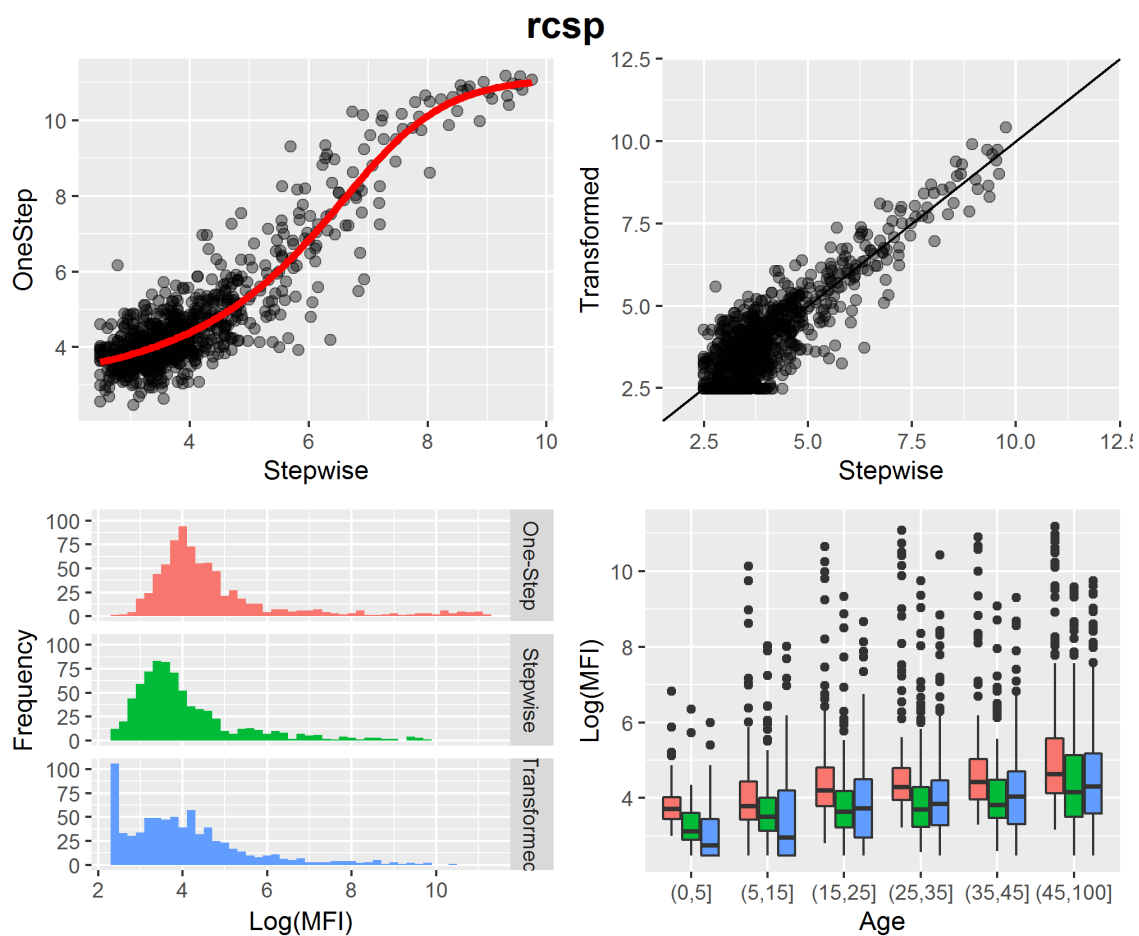 rcsp
OneStep
10
8
6
4
4 6 8 10
Stepwise
Transformed
12.5
10.0
7.5
5.0
2.5
2.5 5.0 7.5 10.0 12.5
Stepwise
Frequency
100
75
50
25
0
One-Step
100
75
50
25
0
Stepwise
100
75
50
25
0
Transformed
2 4 6 8 10
Log(MFI)
Log(MFI)
10
8
6
4
(0,5] (5,15] (15,25] (25,35] (35,45] (45,100]
Age